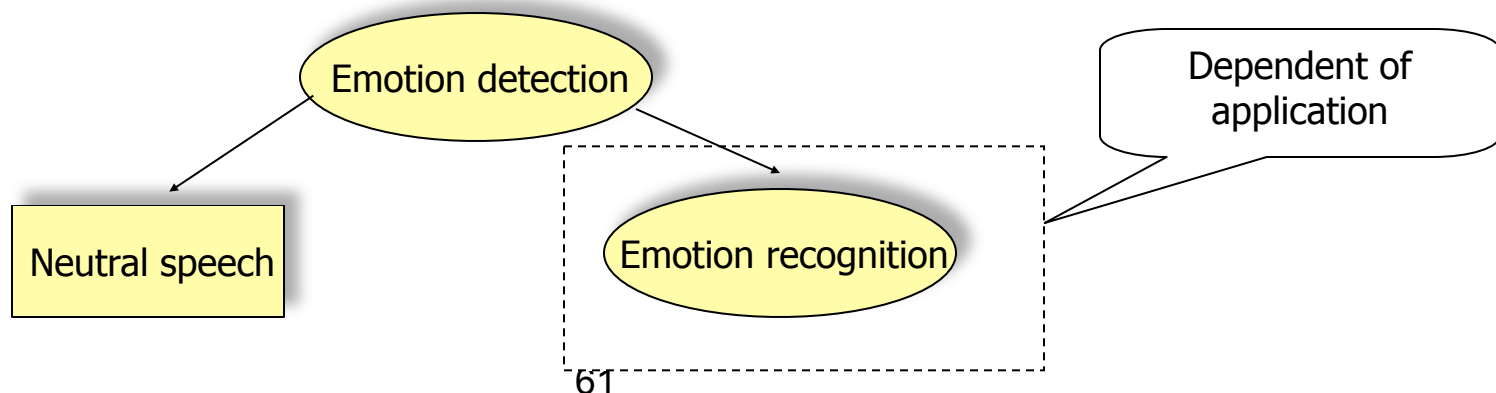 Emotion detection
Dependent of
application
Neutral speech
Emotion recognition
61